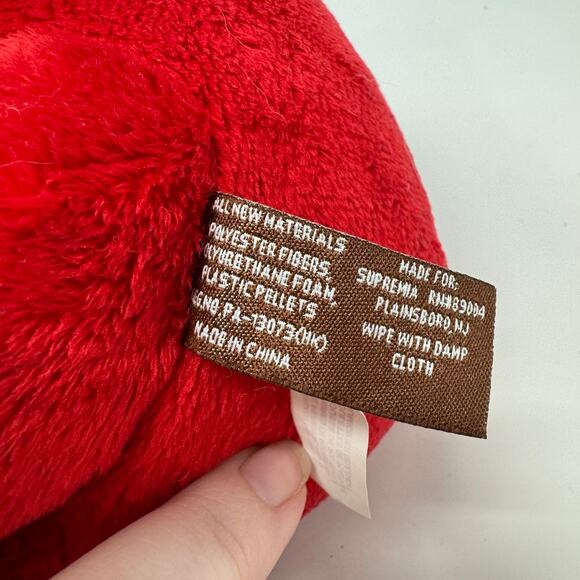 ALL NEW MATERIALS
POLYESTER FIBERS,
POLYURETHANE FOAM,
PLASTIC PELLETS
REG.NO. PA-13073(HK)
MADE IN CHINA
MADE FOR:
SUPREMIA RN#83004
PLAINSBORO, NJ
WIPE WITH DAMP
CLOTH